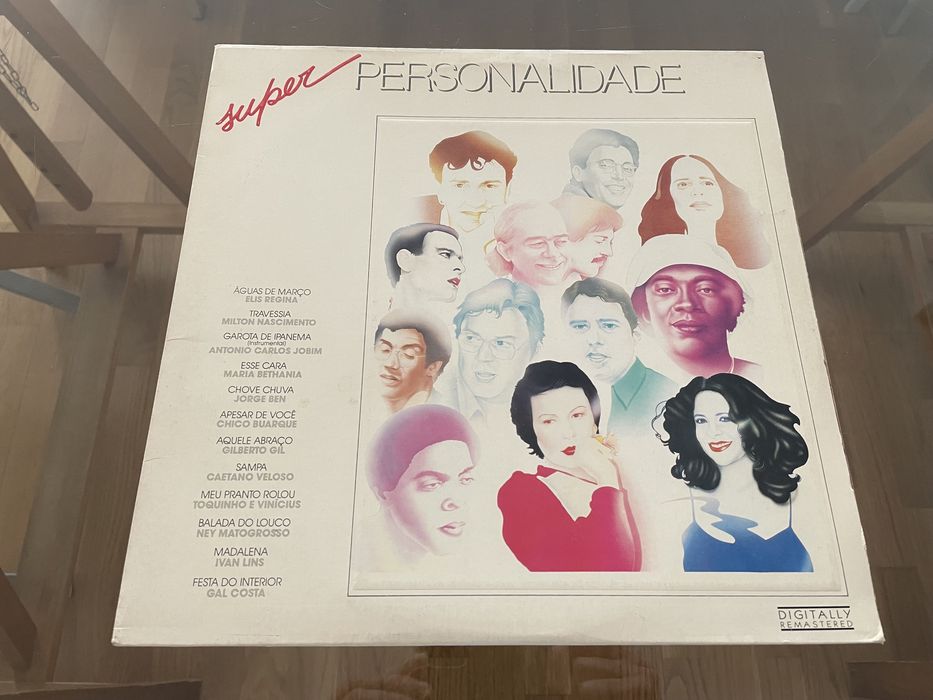 super PERSONALIDADE
ÁGUAS DE MARÇO
ELIS REGINA
TRAVESSIA
MILTON NASCIMENTO
GAROTA DE IPANEMA
(Instrumental)
ANTONIO CARLOS JOBIM
ESSE CARA
MARIA BETHANIA
CHOVE CHUVA
JORGE BEN
APESAR DE VOCÊ
CHICO BUARQUE
AQUELE ABRAÇO
GILBERTO GIL
SAMPA
CAETANO VELOSO
MEU PRANTO ROLOU
TOQUINHO E VINÍCIUS
BALADA DO LOUCO
NEY MATOGROSSO
MADALENA
IVAN LINS
FESTA DO INTERIOR
GAL COSTA
DIGITALLY
REMASTERED